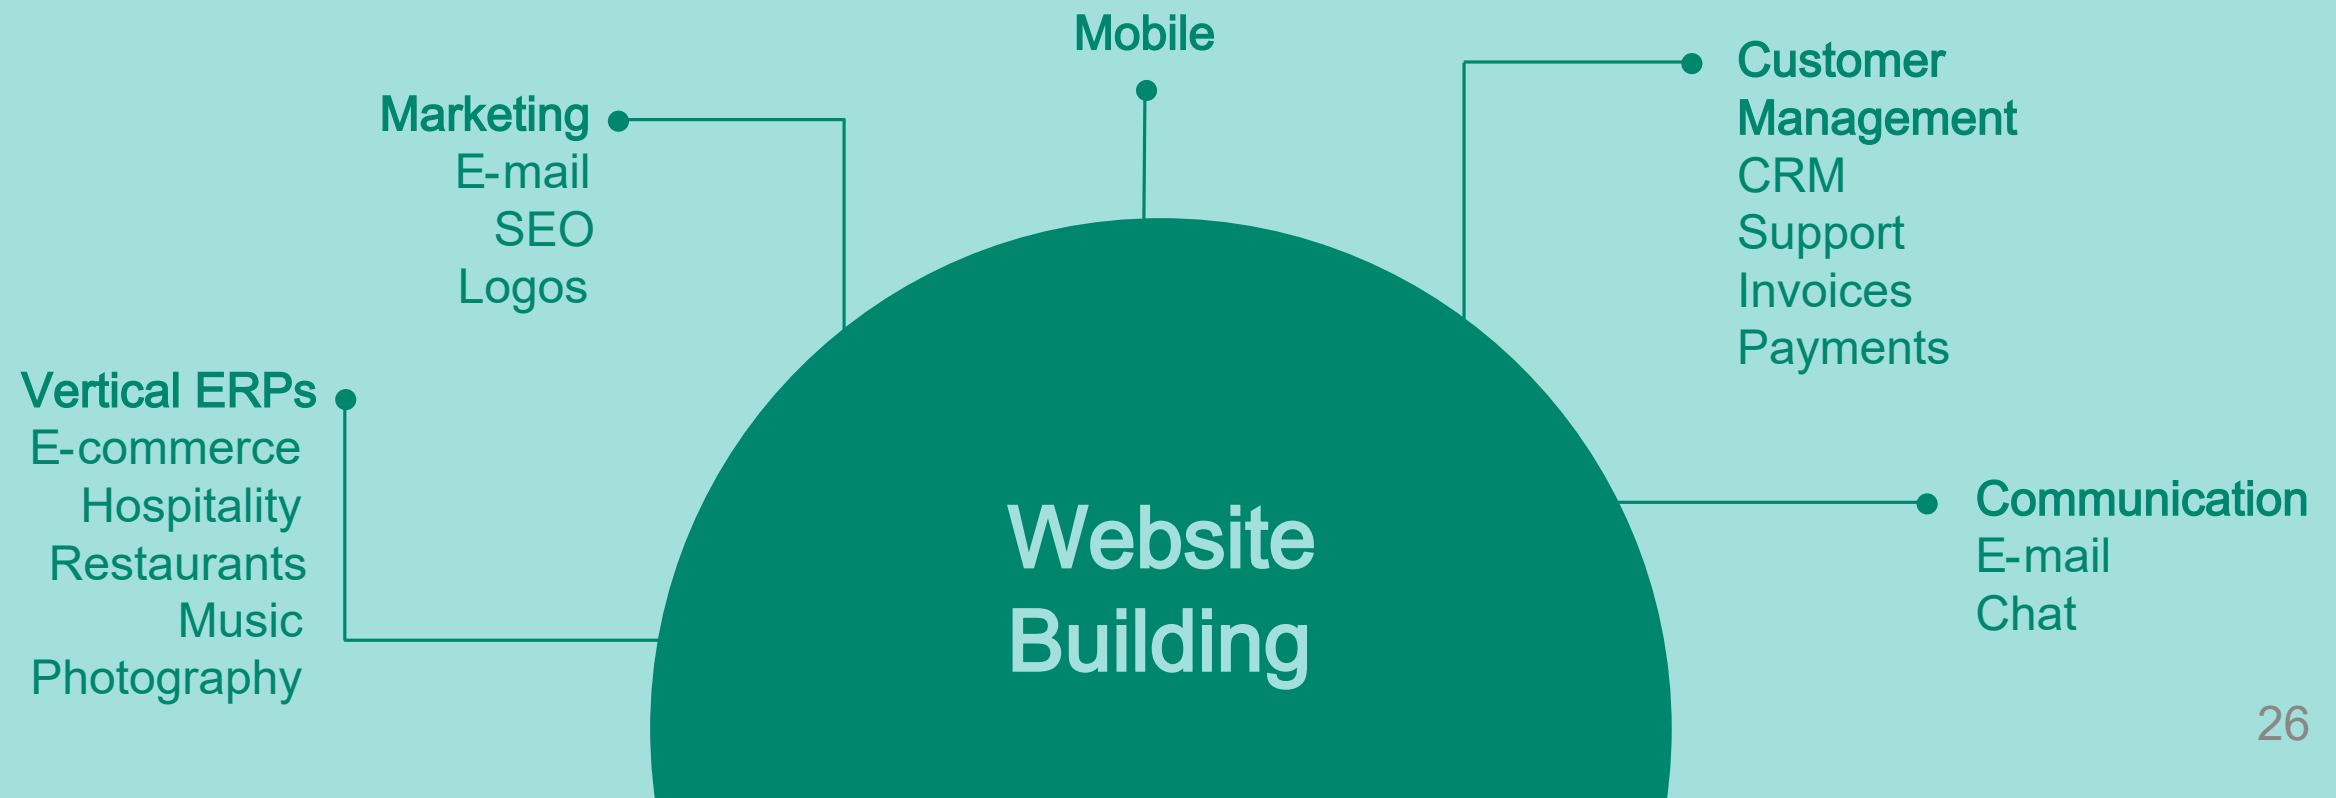 Mobile
Marketing
E-mail
SEO
Logos
Customer
Management
CRM
Support
Invoices
Payments
Vertical ERPs
E-commerce
Hospitality
Restaurants
Music
Photography
Website
Building
Communication
E-mail
Chat
26